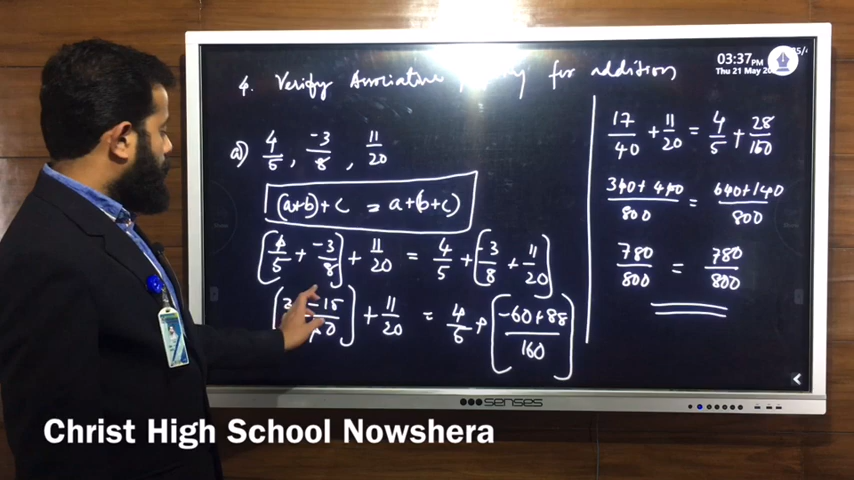 4. Verify Associative for addition
03:37 PM
Thu 21 May
a) 4/5, -3/8, 11/20
(a+b)+c = a+(b+c)
[4/5 + -3/8] + 11/20 = 4/5 + [-3/8 + 11/20]
-15 + 11/20 = 4/5 + [-60+88/160]
17/40 + 11/20 = 4/5 + 28/160
340+440/800 = 640+140/800
780/800 = 780/800
senses
Christ High School Nowshera